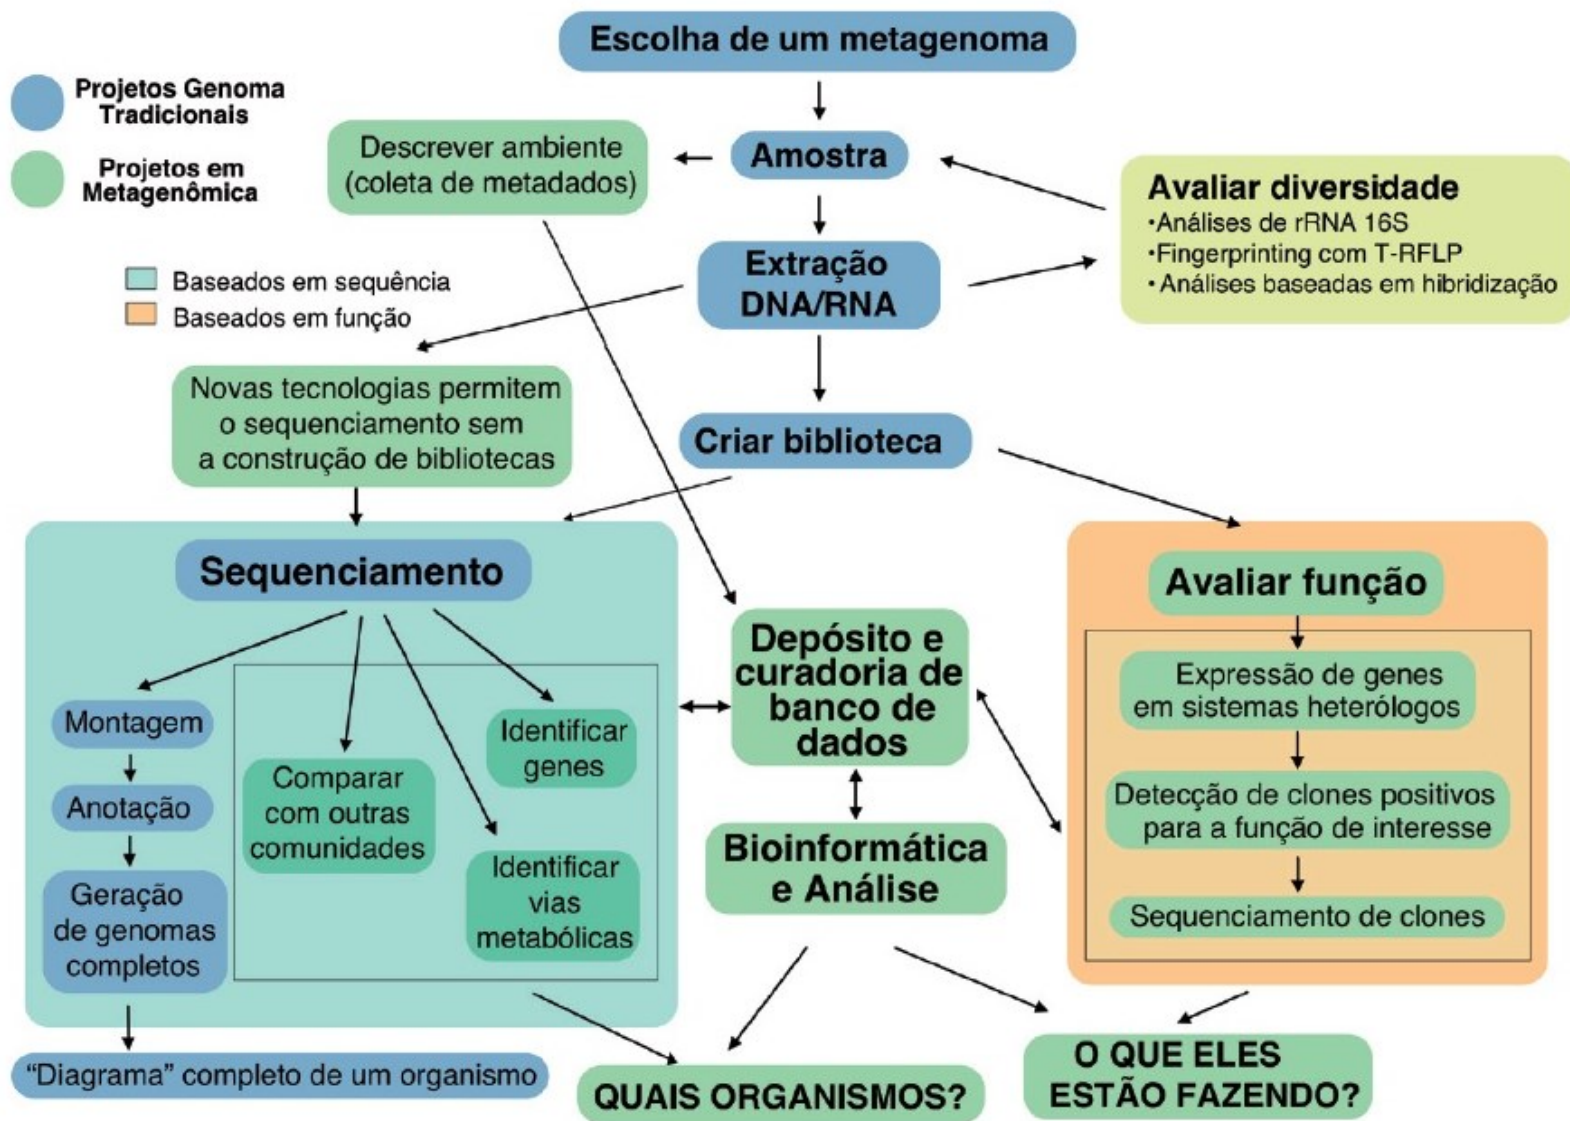 Escolha de um metagenoma
Projetos Genoma
Tradicionais
Projetos em
Metagenômica
Descrever ambiente
(coleta de metadados)
Amostra
Avaliar diversidade
•Análises de rRNA 16S
•Fingerprinting com T-RFLP
•Análises baseadas em hibridização
Extração
DNA/RNA
Baseados em sequência
Baseados em função
Novas tecnologias permitem
o sequenciamento sem
a construção de bibliotecas
Criar biblioteca
Sequenciamento
Montagem
Anotação
Geração
de genomas
completos
Comparar
com outras
comunidades
Identificar
genes
Identificar
vias
metabólicas
Depósito e
curadoria de
banco de
dados
Bioinformática
e Análise
Avaliar função
Expressão de genes
em sistemas heterólogos
Detecção de clones positivos
para a função de interesse
Sequenciamento de clones
“Diagrama” completo de um organismo
QUAIS ORGANISMOS?
O QUE ELES
ESTÃO FAZENDO?